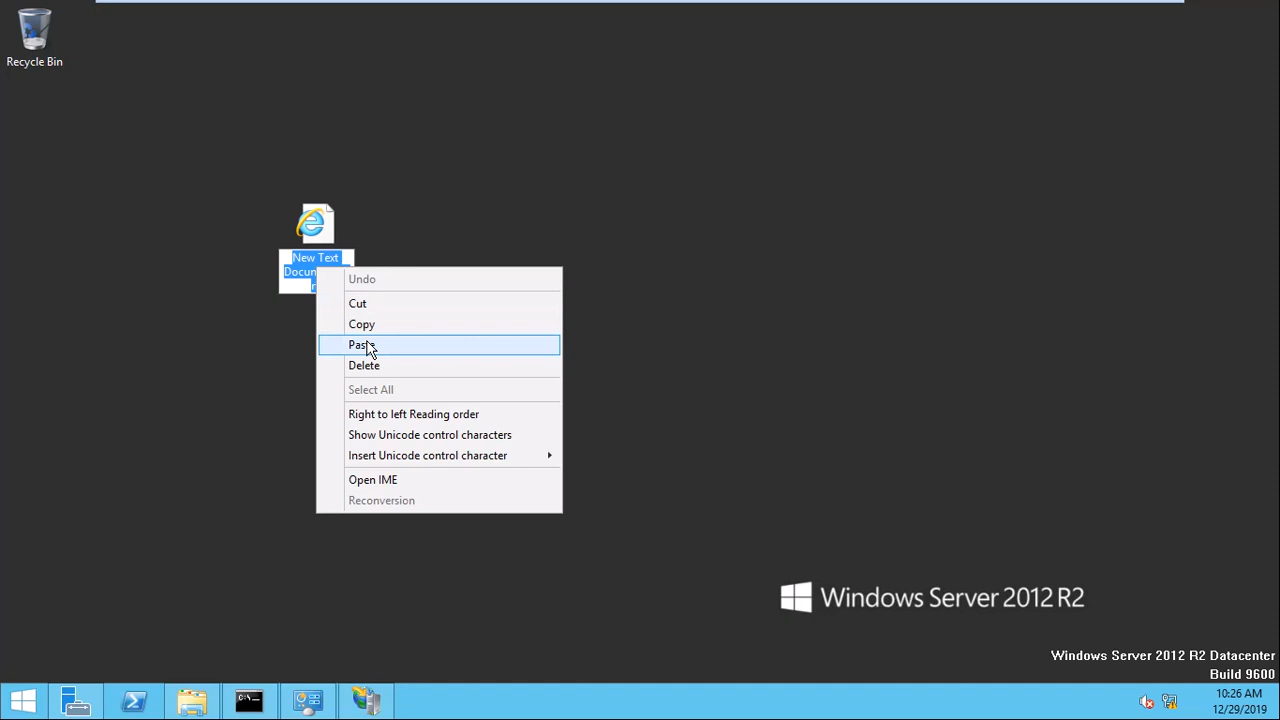 Recycle Bin
New Text
Undo
Cut
Copy
Delete
Select All
Right to left Reading order
Show Unicode control characters
Insert Unicode control character
Open IME
Reconversion
Windows Server 2012 R2
Windows Server 2012 R2 Datacenter
Build 9600
C:\
10:26 AM
12/29/2019